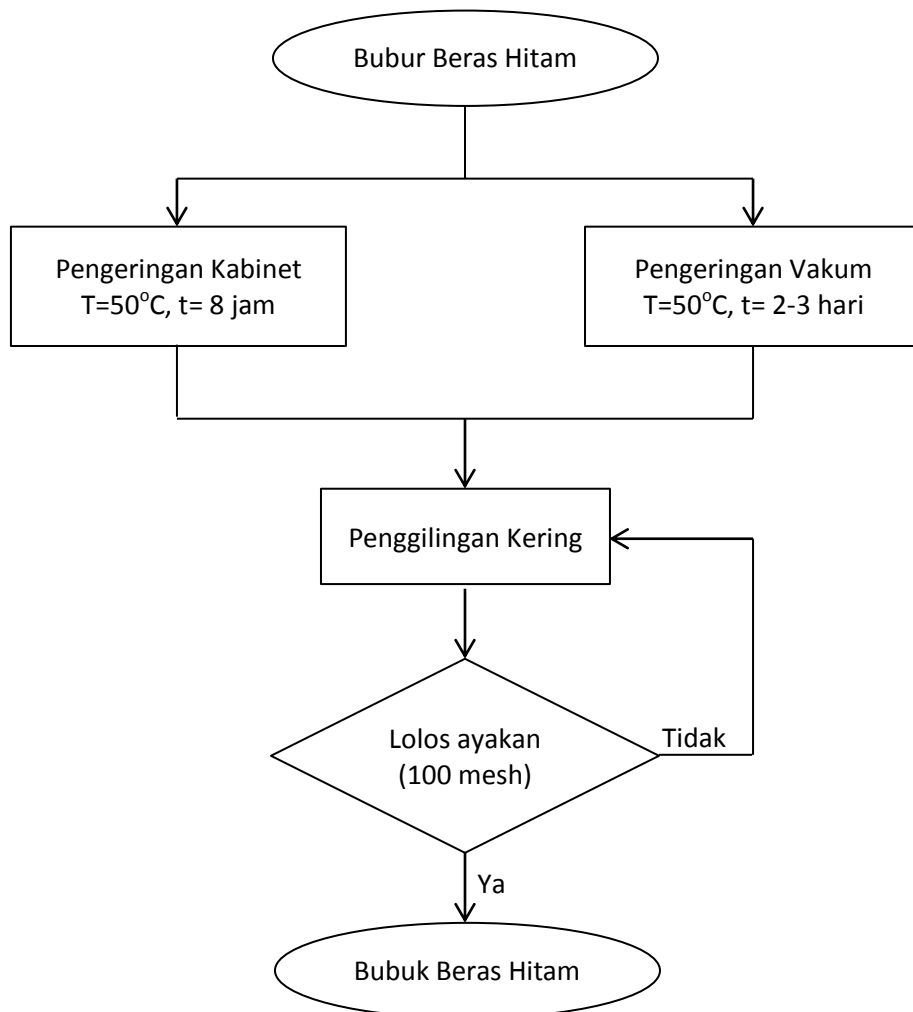 Bubur Beras Hitam
Pengeringan Kabinet
T=50°C, t= 8 jam
Pengeringan Vakum
T=50°C, t= 2-3 hari
Penggilingan Kering
Lolos ayakan
(100 mesh)
Tidak
Ya
Bubuk Beras Hitam